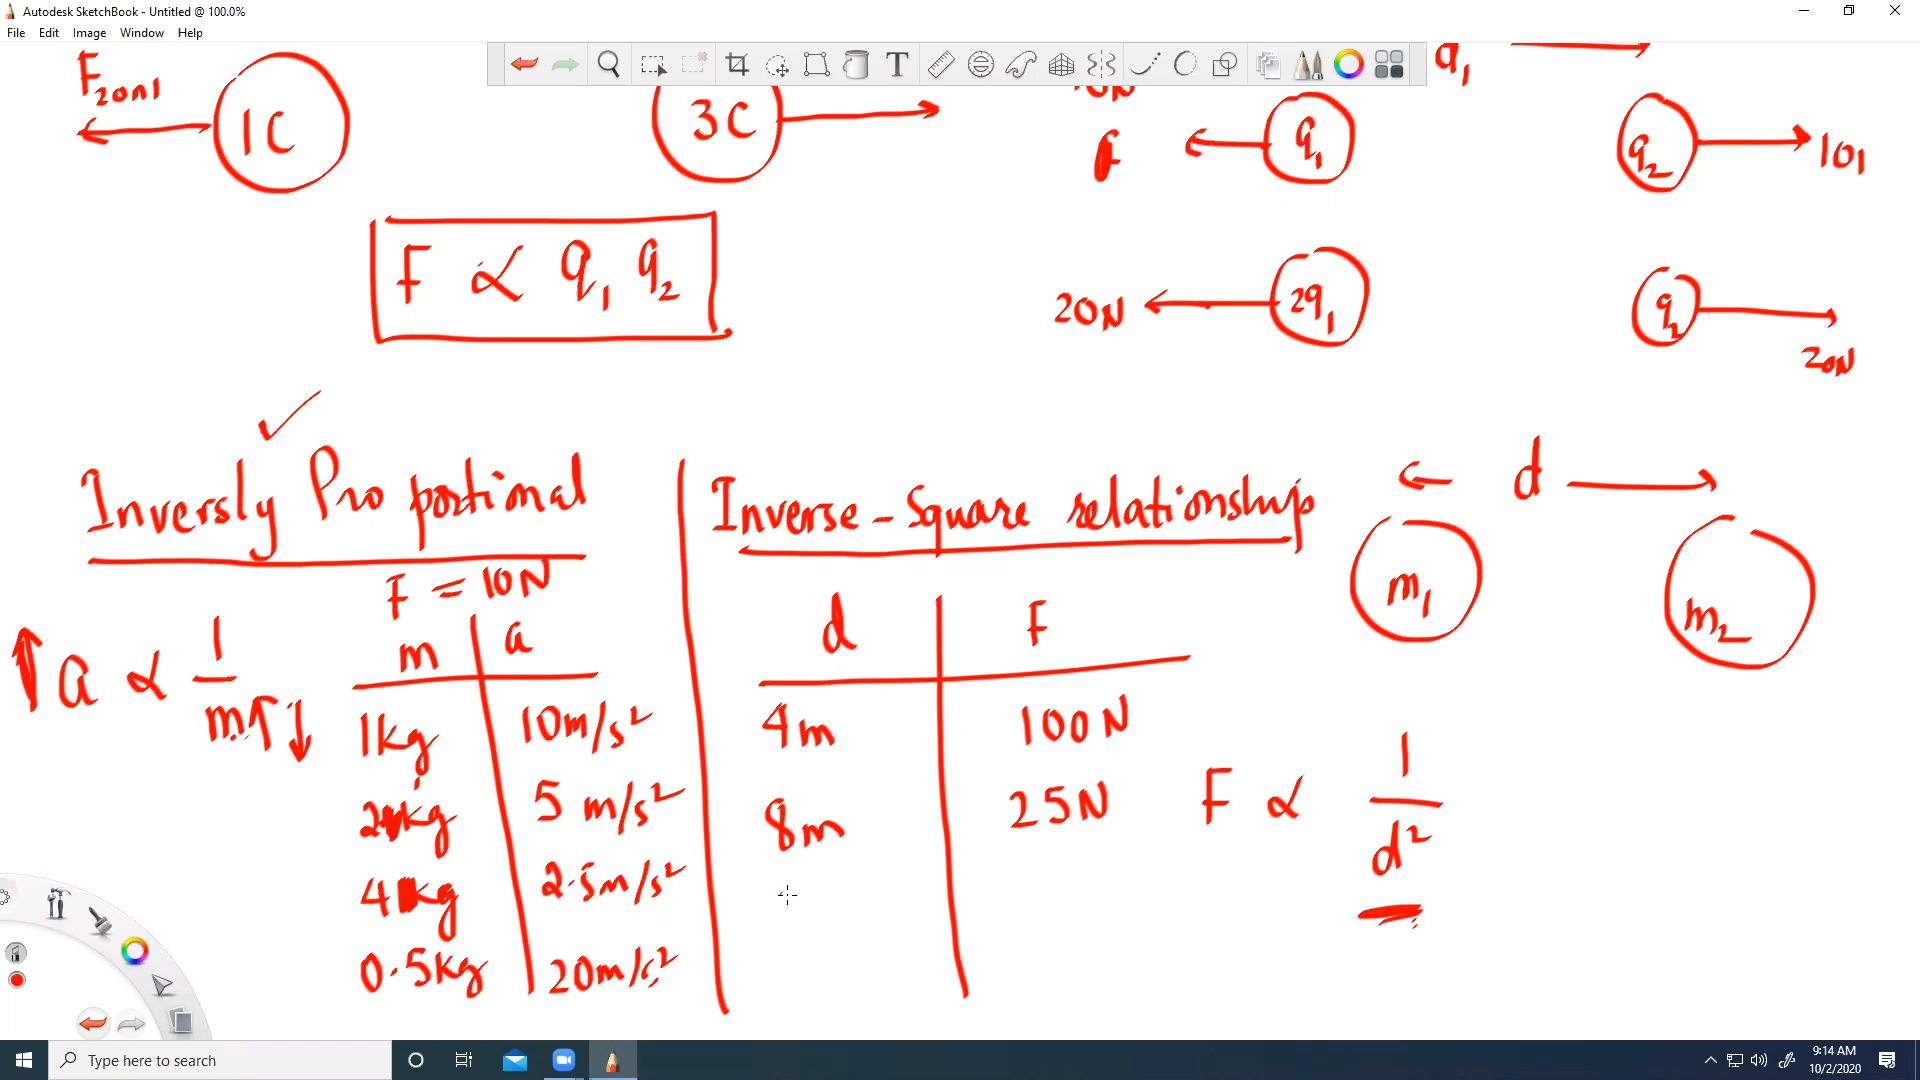 Autodesk SketchBook - Untitled @ 100.0%
File Edit Image Window Help
F2on1
1C
3C
10N
q1
q1
q2
101
F ∝ q1 q2
20N
2q1
q2
20N
Inversly Proportional
Inverse-Square relationship
d
m1
m2
F = 10N
a ∝ 1/m
m a
1kg 10m/s²
2kg 5 m/s²
4kg 2.5m/s²
0.5kg 20m/s²
d F
4m 100N
8m 25N
F ∝ 1/d²
Type here to search
9:14 AM
10/2/2020